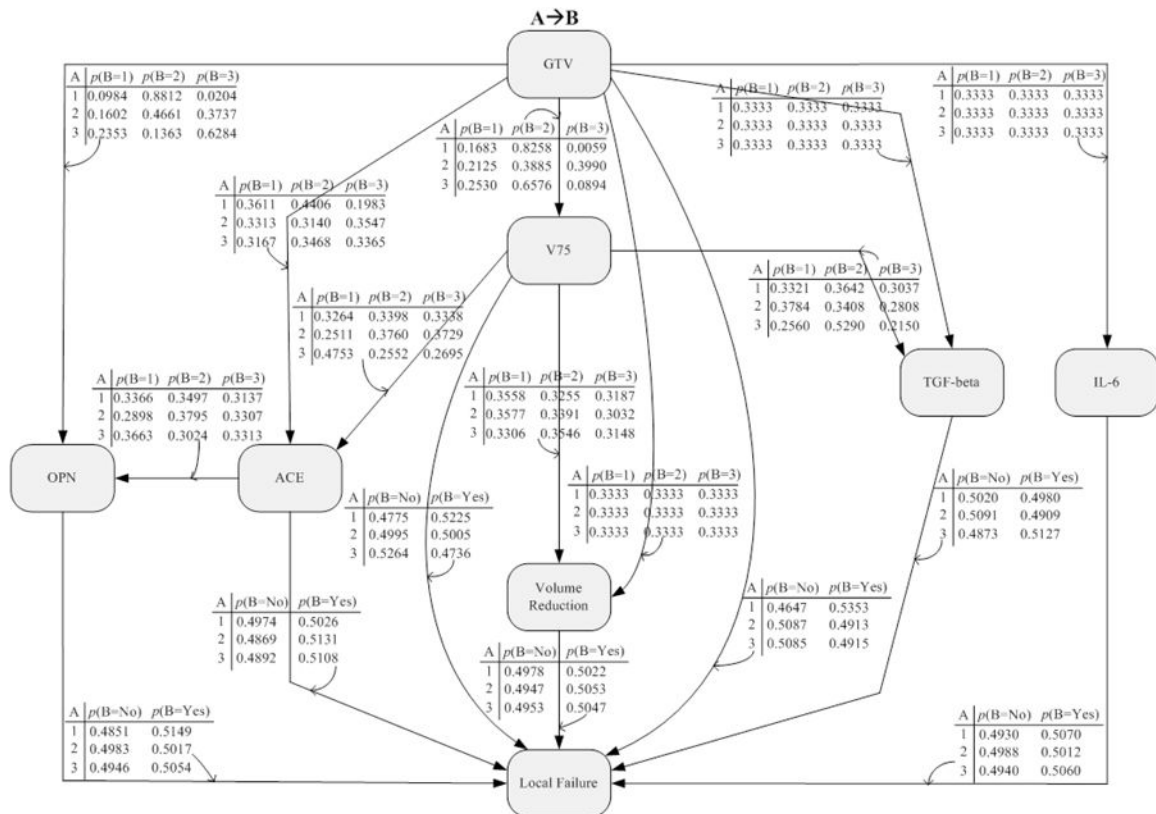 A→B
GTV
A p(B=1) p(B=2) p(B=3)
1 0.0984 0.8812 0.0204
2 0.1602 0.4661 0.3737
3 0.2353 0.1363 0.6284
A p(B=1) p(B=2) p(B=3)
1 0.3333 0.3333 0.3333
2 0.3333 0.3333 0.3333
3 0.3333 0.3333 0.3333
A p(B=1) p(B=2) p(B=3)
1 0.3333 0.3333 0.3333
2 0.3333 0.3333 0.3333
3 0.3333 0.3333 0.3333
A p(B=1) p(B=2) p(B=3)
1 0.1683 0.8258 0.0059
2 0.2125 0.3885 0.3990
3 0.2530 0.6576 0.0894
A p(B=1) p(B=2) p(B=3)
1 0.3611 0.4406 0.1983
2 0.3313 0.3140 0.3547
3 0.3167 0.3468 0.3365
V75
A p(B=1) p(B=2) p(B=3)
1 0.3321 0.3642 0.3037
2 0.3784 0.3408 0.2808
3 0.2560 0.5290 0.2150
A p(B=1) p(B=2) p(B=3)
1 0.3264 0.3398 0.3338
2 0.2511 0.3760 0.3729
3 0.4753 0.2552 0.2695
TGF-beta
IL-6
A p(B=1) p(B=2) p(B=3)
1 0.3366 0.3497 0.3137
2 0.2898 0.3795 0.3307
3 0.3663 0.3024 0.3313
A p(B=1) p(B=2) p(B=3)
1 0.3558 0.3255 0.3187
2 0.3577 0.3391 0.3032
3 0.3306 0.3546 0.3148
OPN
ACE
A p(B=1) p(B=2) p(B=3)
1 0.3333 0.3333 0.3333
2 0.3333 0.3333 0.3333
3 0.3333 0.3333 0.3333
A p(B=No) p(B=Yes)
1 0.4775 0.5225
2 0.4995 0.5005
3 0.5264 0.4736
A p(B=No) p(B=Yes)
1 0.5020 0.4980
2 0.5091 0.4909
3 0.4873 0.5127
Volume
Reduction
A p(B=No) p(B=Yes)
1 0.4974 0.5026
2 0.4869 0.5131
3 0.4892 0.5108
A p(B=No) p(B=Yes)
1 0.4647 0.5353
2 0.5087 0.4913
3 0.5085 0.4915
A p(B=No) p(B=Yes)
1 0.4978 0.5022
2 0.4947 0.5053
3 0.4953 0.5047
A p(B=No) p(B=Yes)
1 0.4851 0.5149
2 0.4983 0.5017
3 0.4946 0.5054
A p(B=No) p(B=Yes)
1 0.4930 0.5070
2 0.4988 0.5012
3 0.4940 0.5060
Local Failure